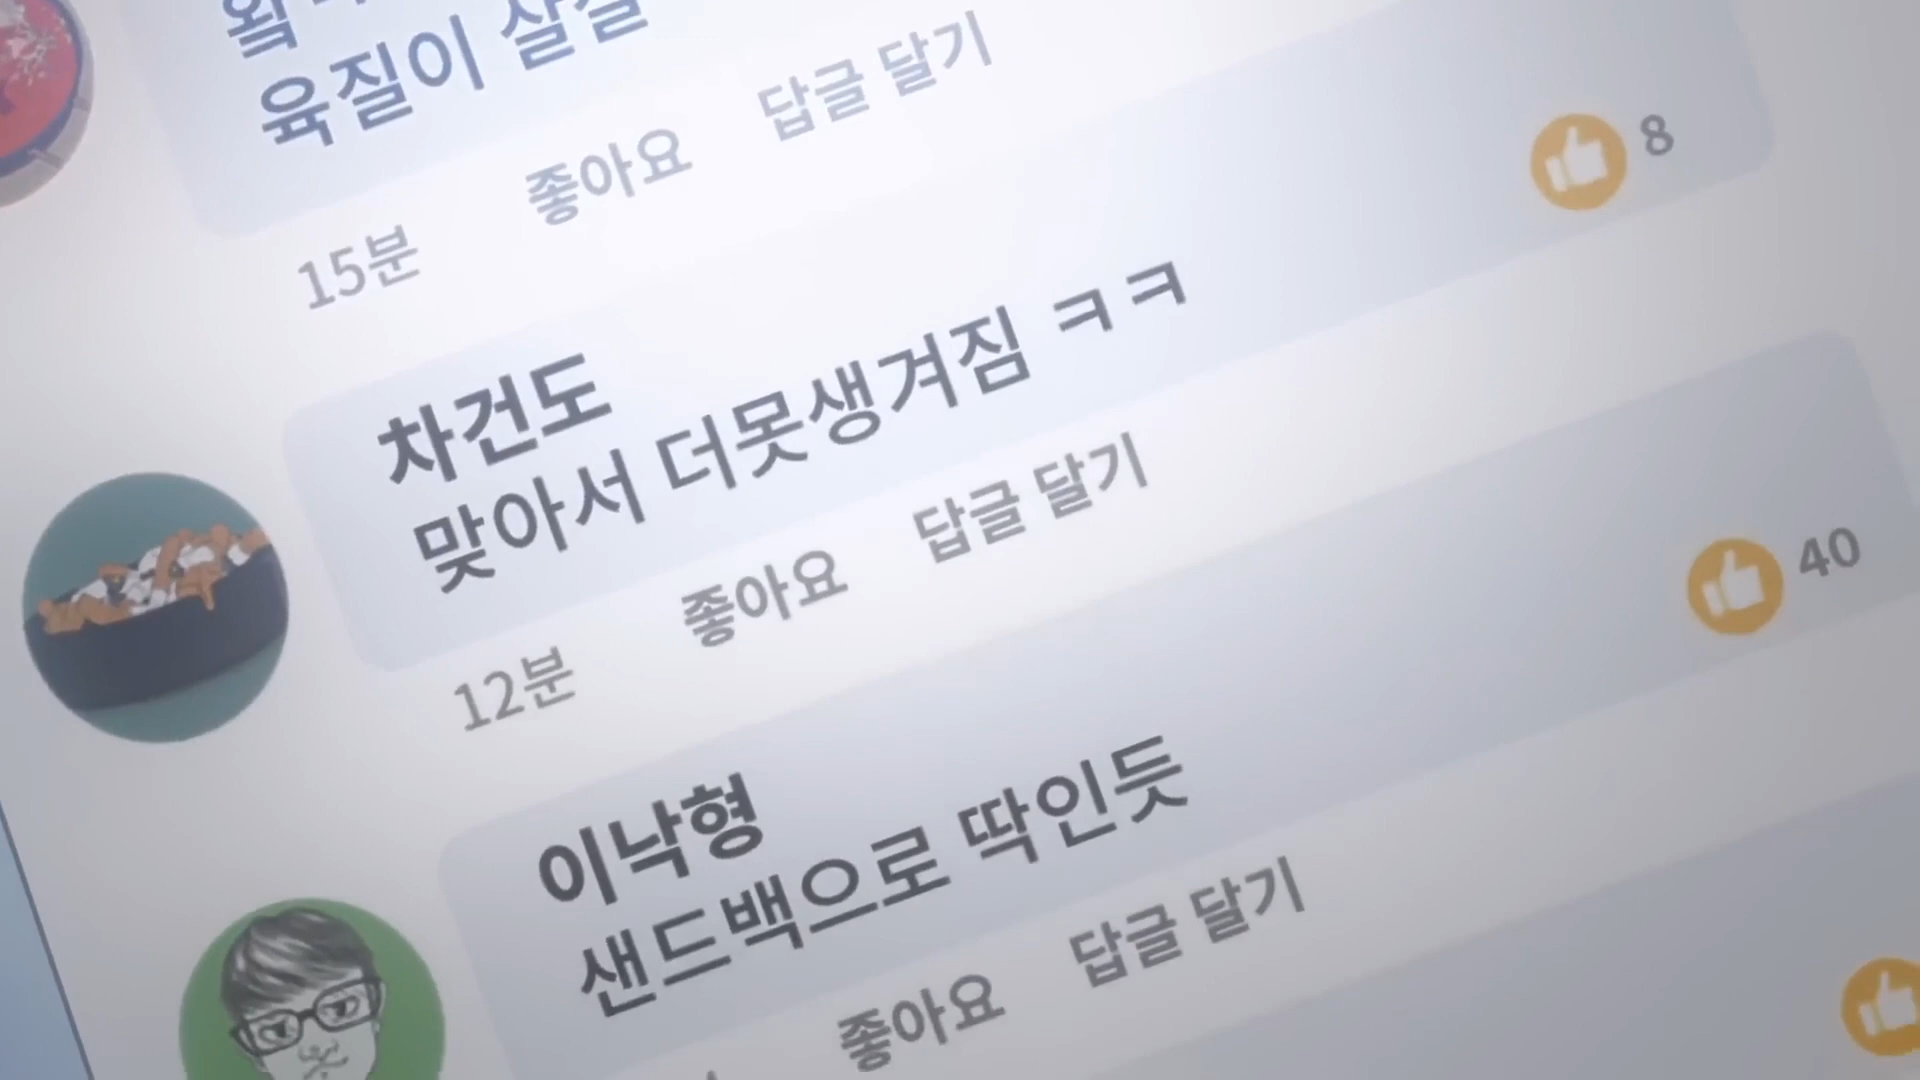 육질이 살살
15분 좋아요 답글 달기
8
차건도
맞아서 더못생겨짐 ㅋㅋ
12분 좋아요 답글 달기
40
이낙형
샌드백으로 딱인듯
좋아요 답글 달기